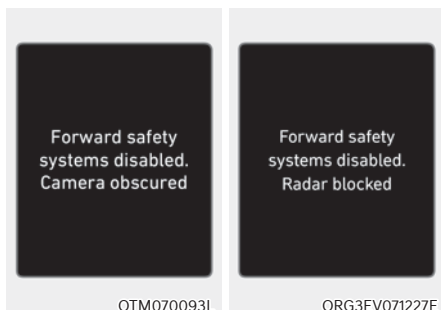 Forward safety
systems disabled.
Camera obscured
OTM070093L
Forward safety
systems disabled.
Radar blocked
ORG3EV071227E